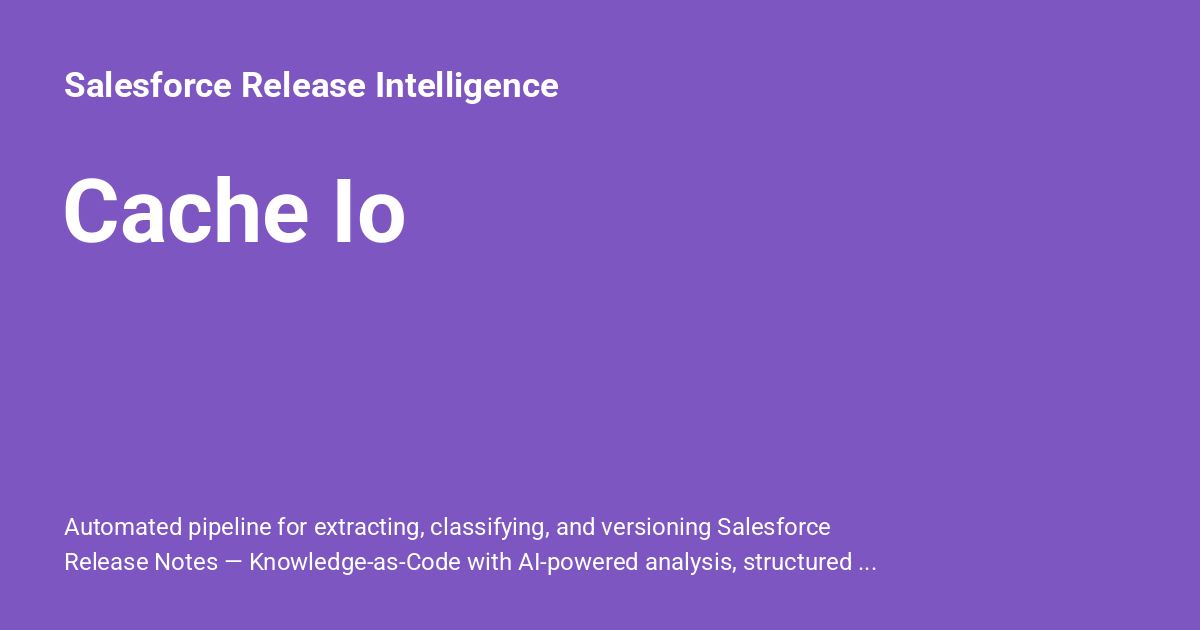 Salesforce Release Intelligence
Cache Io
Automated pipeline for extracting, classifying, and versioning Salesforce
Release Notes — Knowledge-as-Code with AI-powered analysis, structured ...